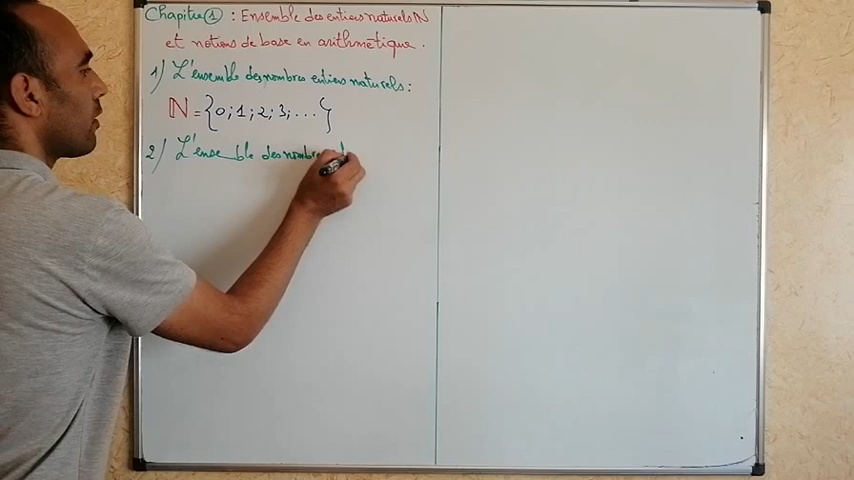 Chapitre ① : Ensemble des entiers naturels N
et notions de base en arithmétique.
1) L'ensemble des nombres entiers naturels :
ℕ = {0; 1; 2; 3; ...}
2) L'ensemble des nombre